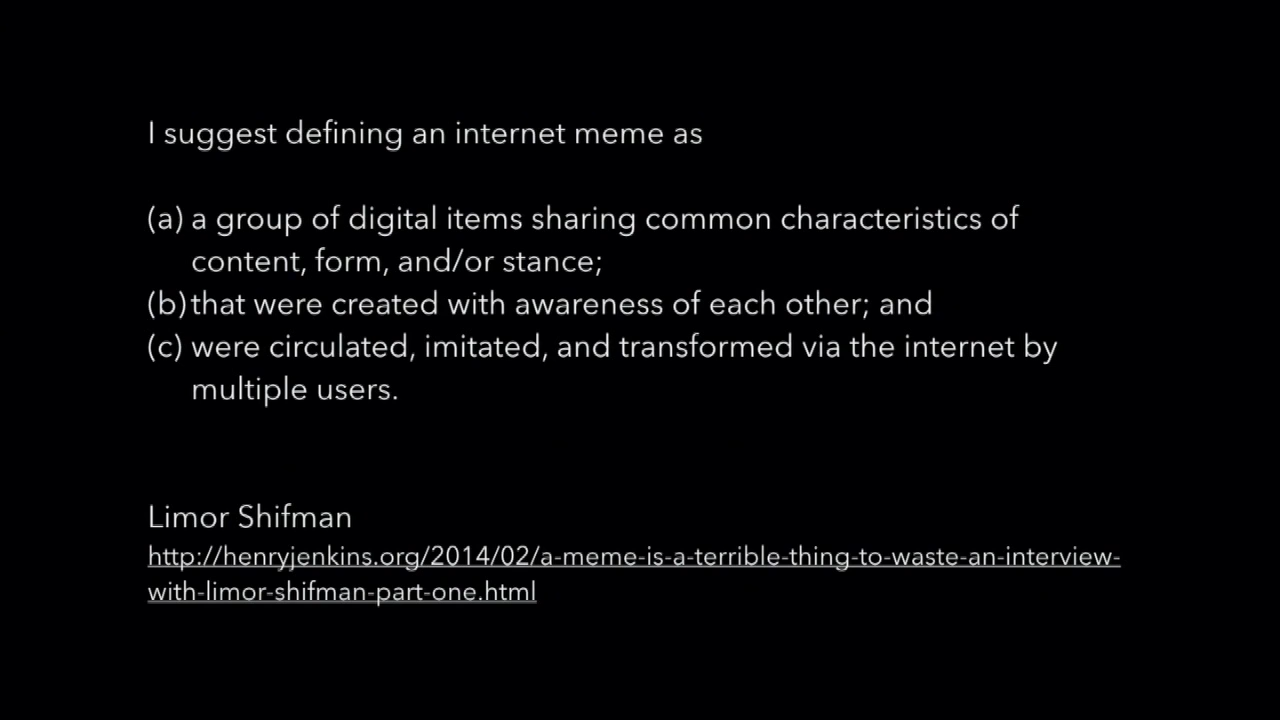 I suggest defining an internet meme as
(a) a group of digital items sharing common characteristics of
content, form, and/or stance;
(b) that were created with awareness of each other; and
(c) were circulated, imitated, and transformed via the internet by
multiple users.
Limor Shifman
http://henryjenkins.org/2014/02/a-meme-is-a-terrible-thing-to-waste-an-interview-
with-limor-shifman-part-one.html